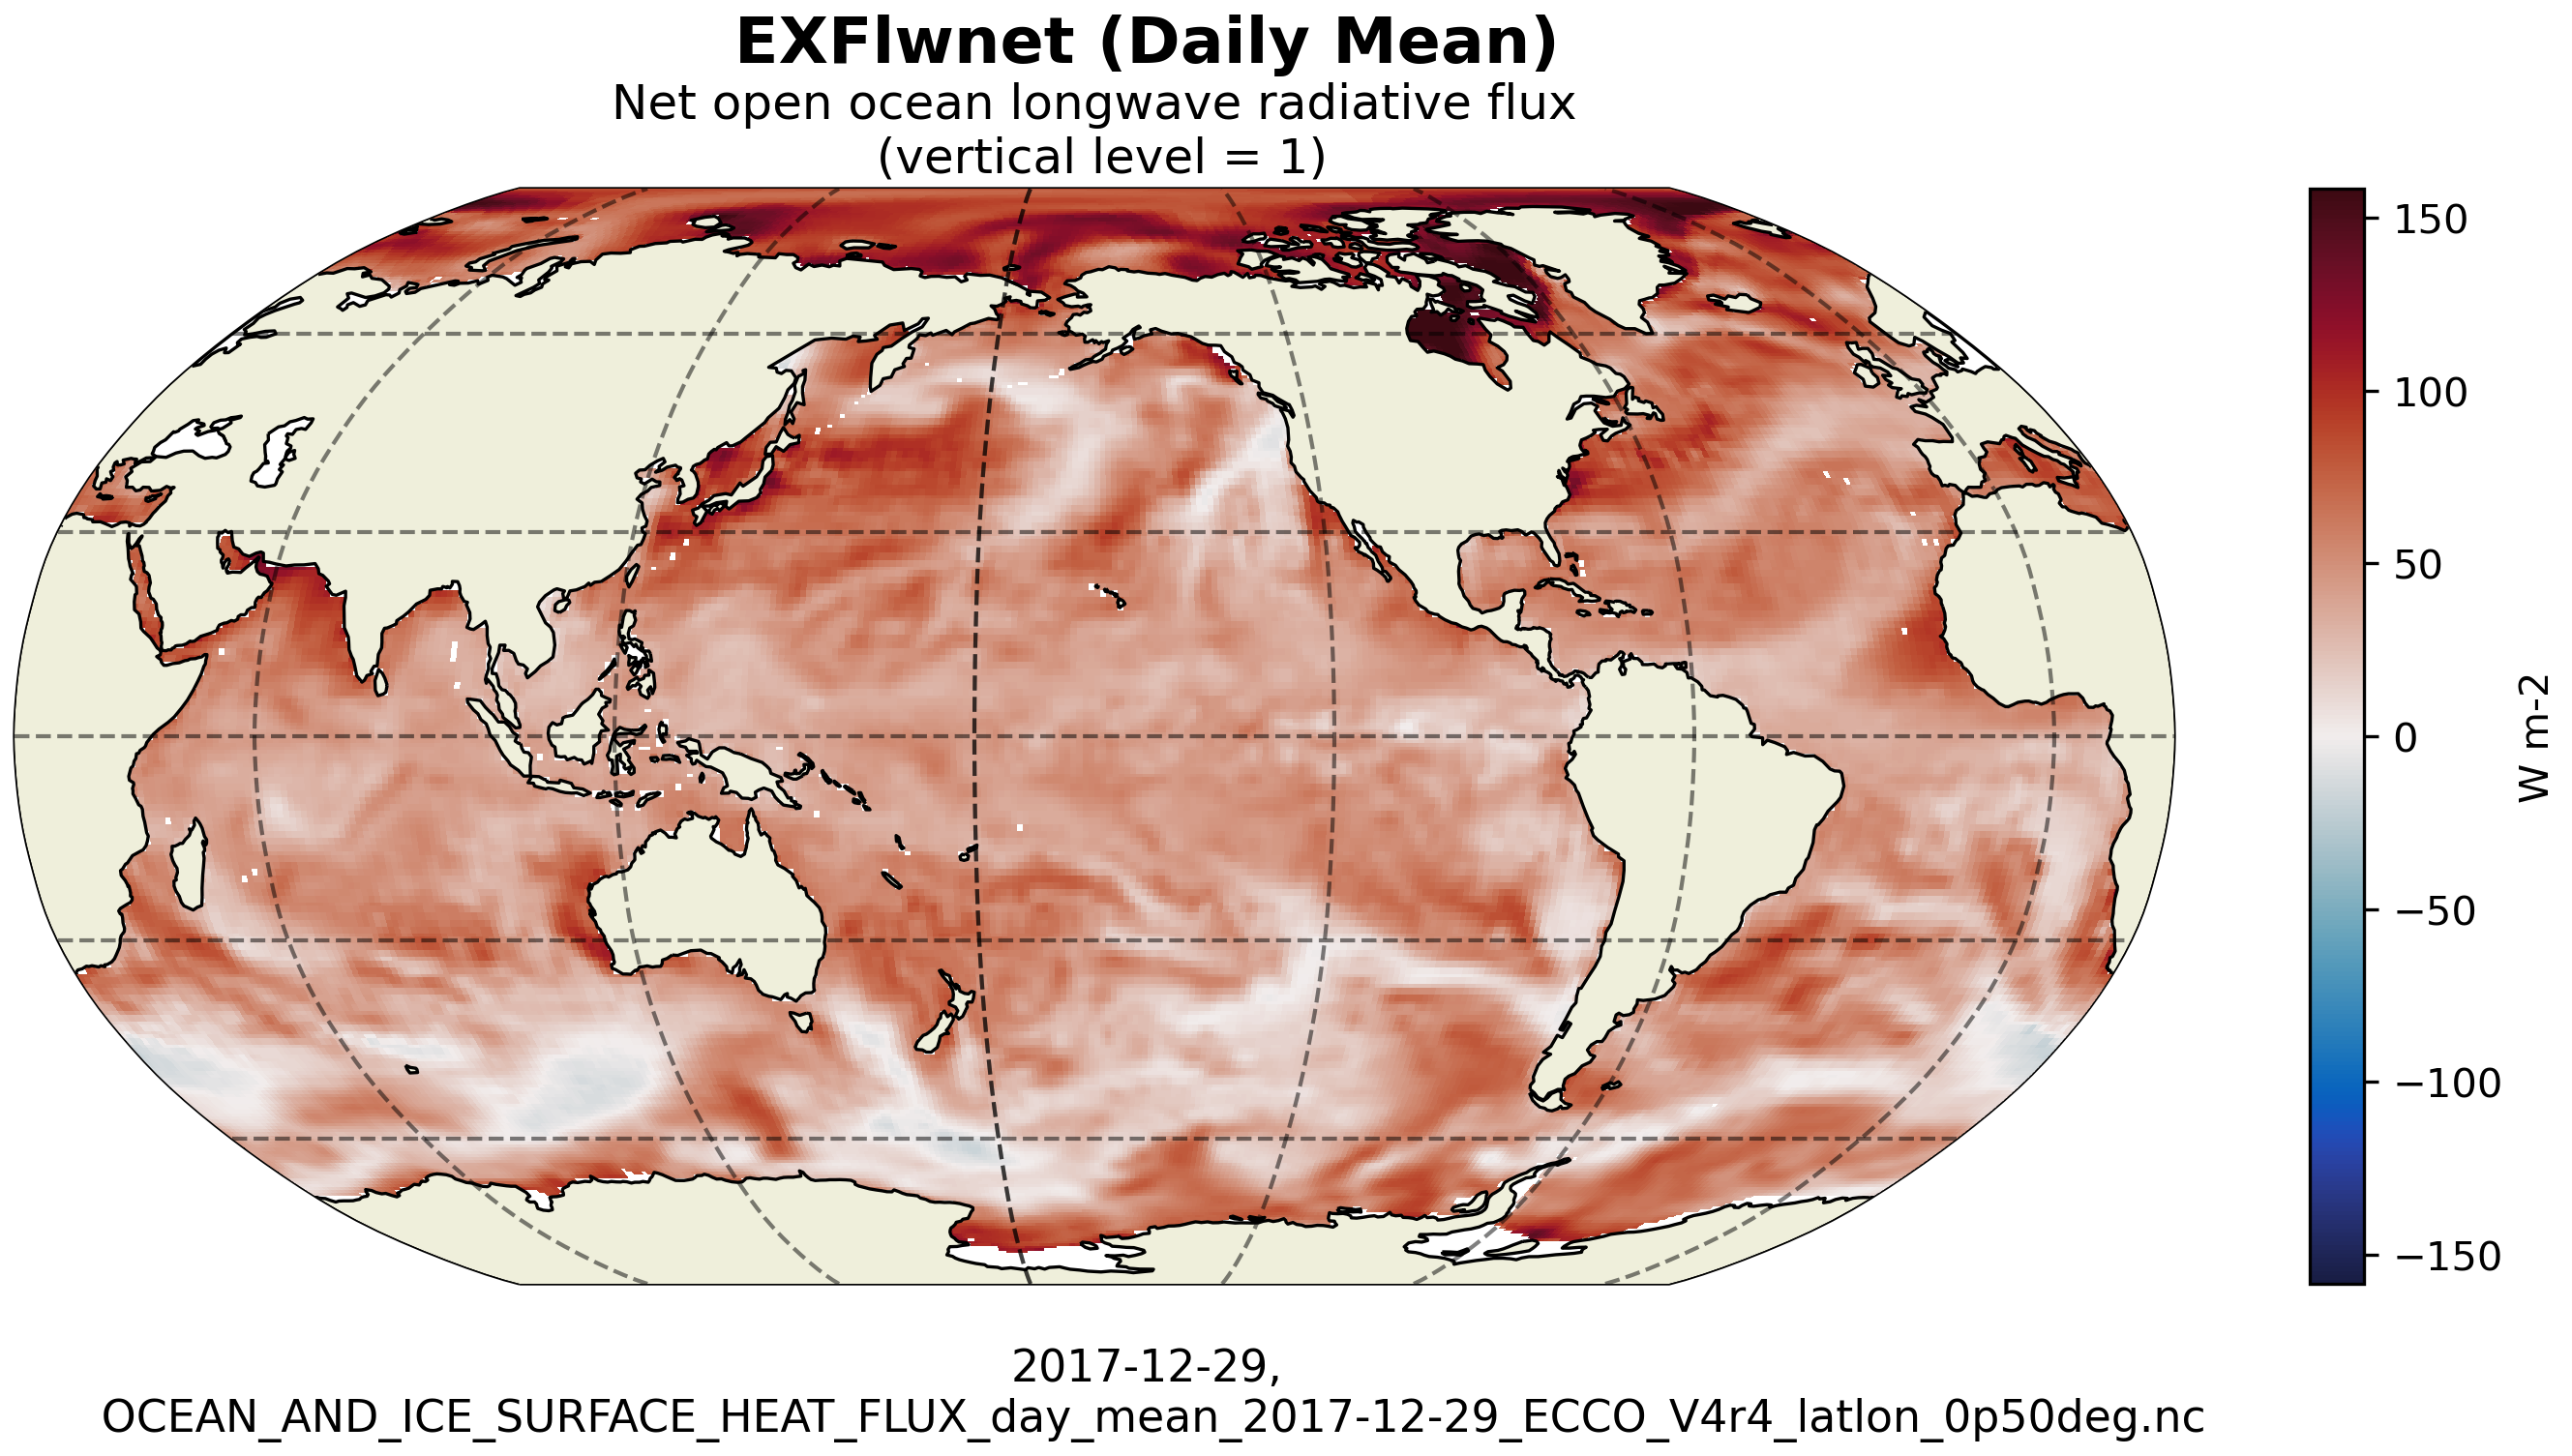 EXFlwnet (Daily Mean)
Net open ocean longwave radiative flux
(vertical level = 1)
150
100
50
0
−50
−100
−150
W m-2
2017-12-29,
OCEAN_AND_ICE_SURFACE_HEAT_FLUX_day_mean_2017-12-29_ECCO_V4r4_latlon_0p50deg.nc